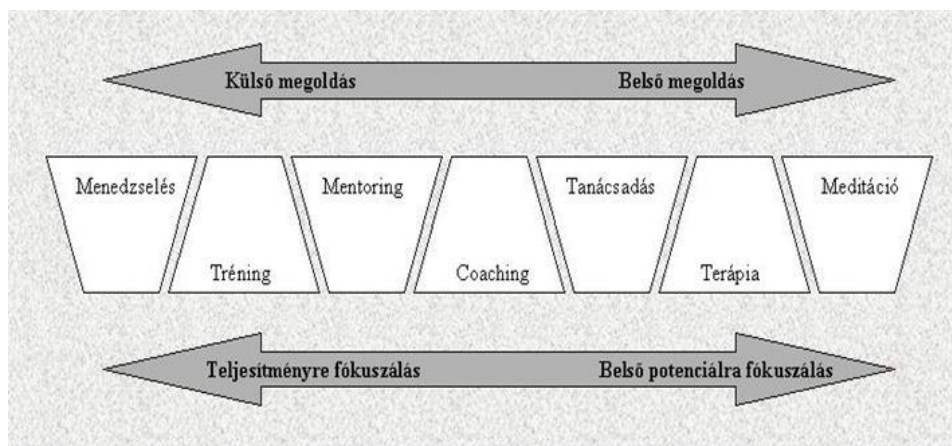 Külső megoldás Belső megoldás
Menedzselés Mentoring Tanácsadás Meditáció
Tréning Coaching Terápia
Teljesítményre fókuszálás Belső potenciálra fókuszálás